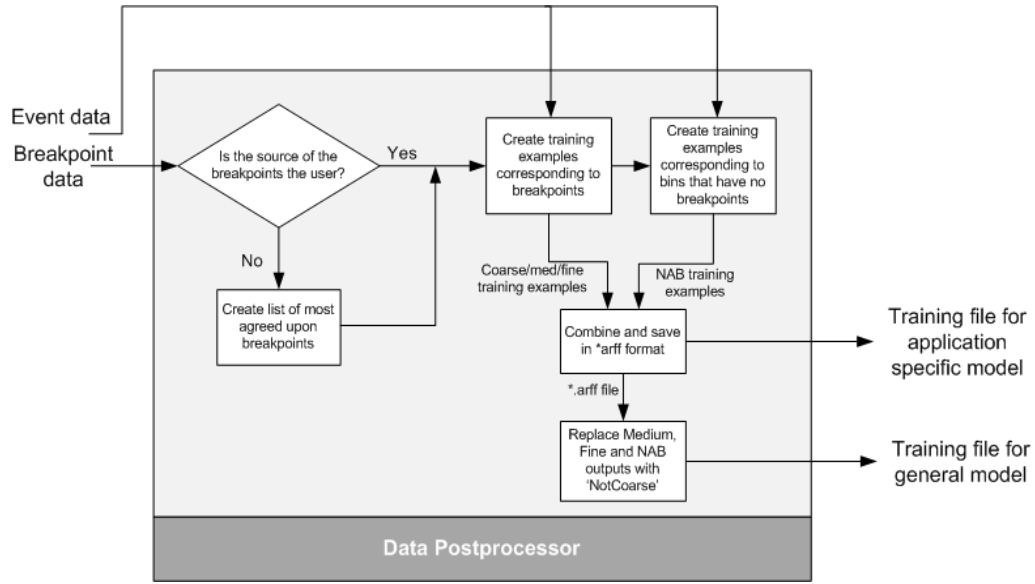 Event data
Breakpoint
data
Is the source of the
breakpoints the user?
Yes
No
Create list of most
agreed upon
breakpoints
Create training
examples
corresponding to
breakpoints
Create training
examples
corresponding to
bins that have no
breakpoints
Coarse/med/fine
training examples
NAB training
examples
Combine and save
in *arff format
*.arff file
Replace Medium,
Fine and NAB
outputs with
‘NotCoarse’
Training file for
application
specific model
Training file for
general model
Data Postprocessor